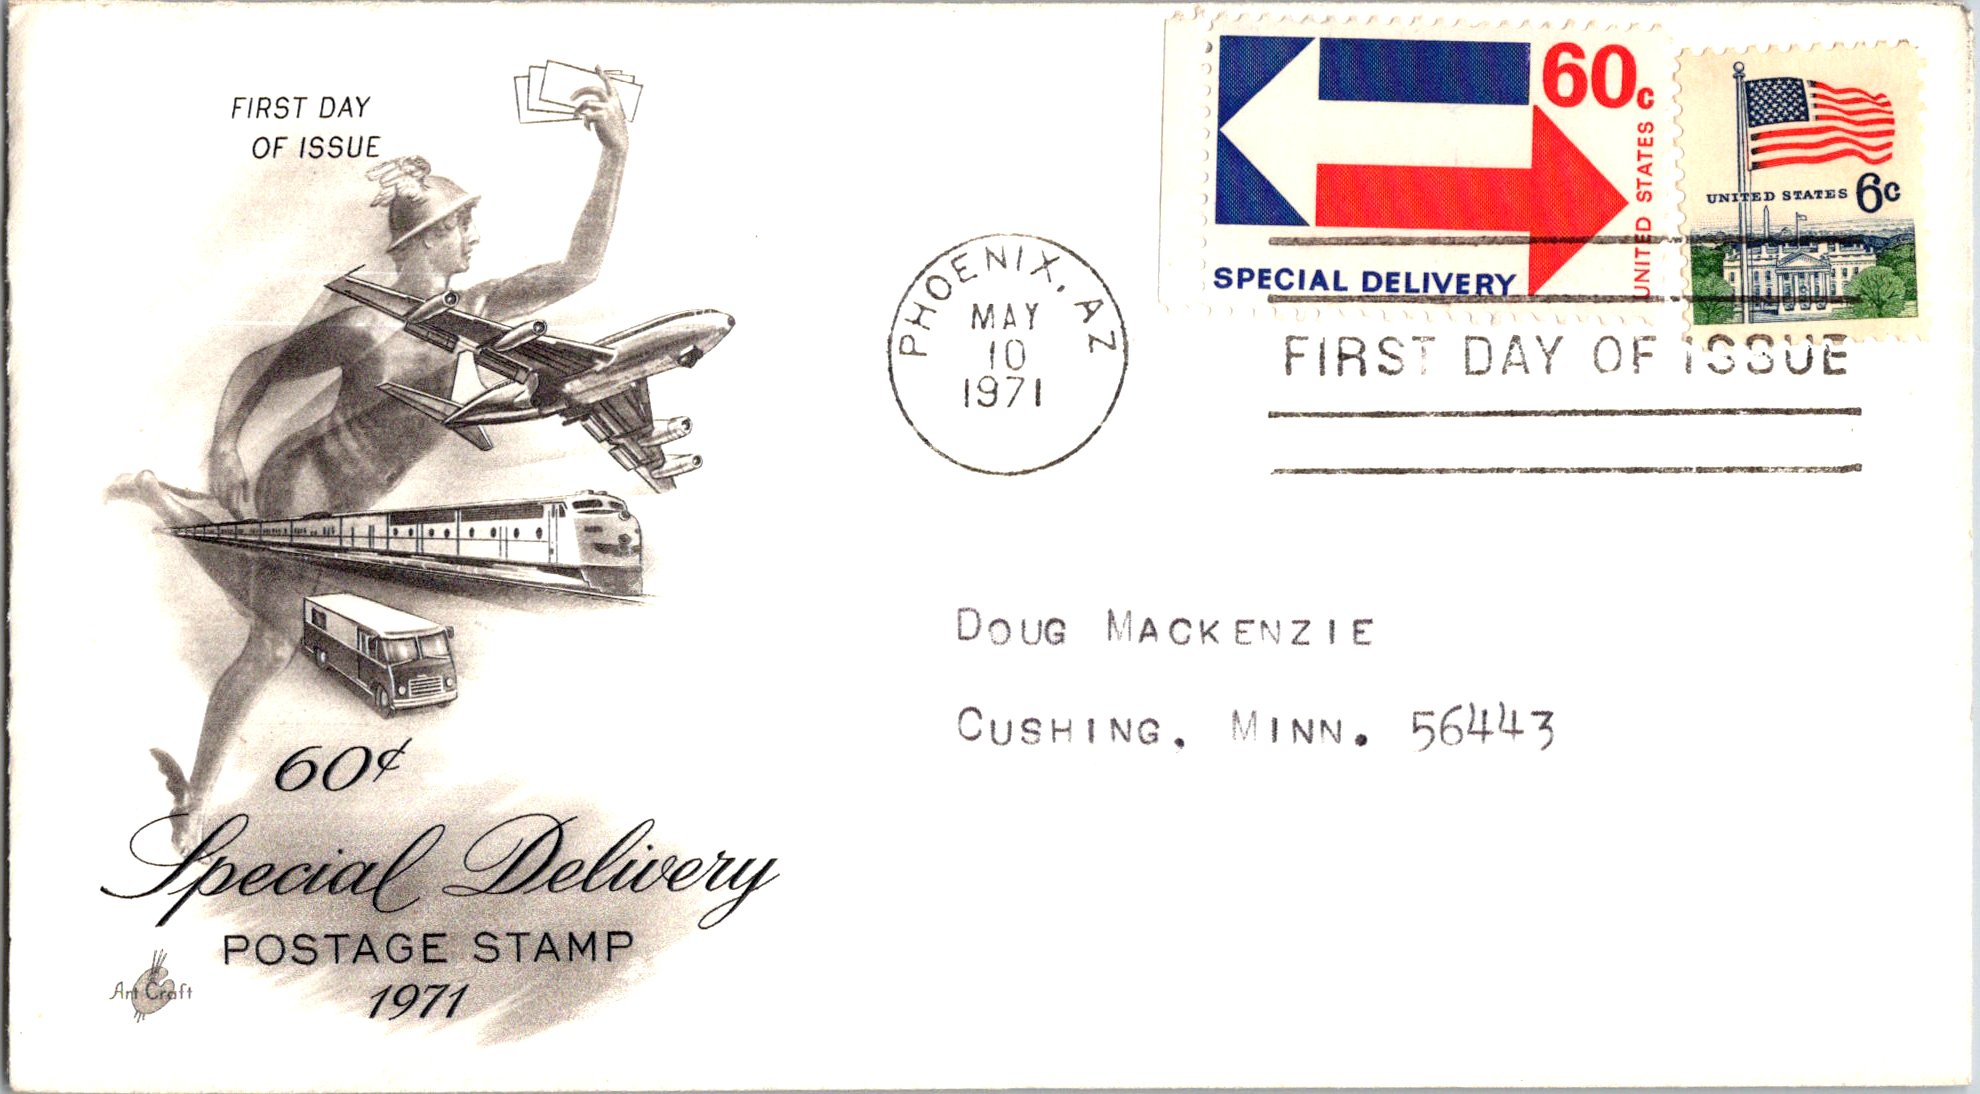 FIRST DAY
OF ISSUE
60¢
Special Delivery
POSTAGE STAMP
1971
Art Craft
PHOENIX, AZ
MAY
10
1971
60c
UNITED STATES
SPECIAL DELIVERY
UNITED STATES 6c
FIRST DAY OF ISSUE
DOUG MACKENZIE
CUSHING, MINN. 56443